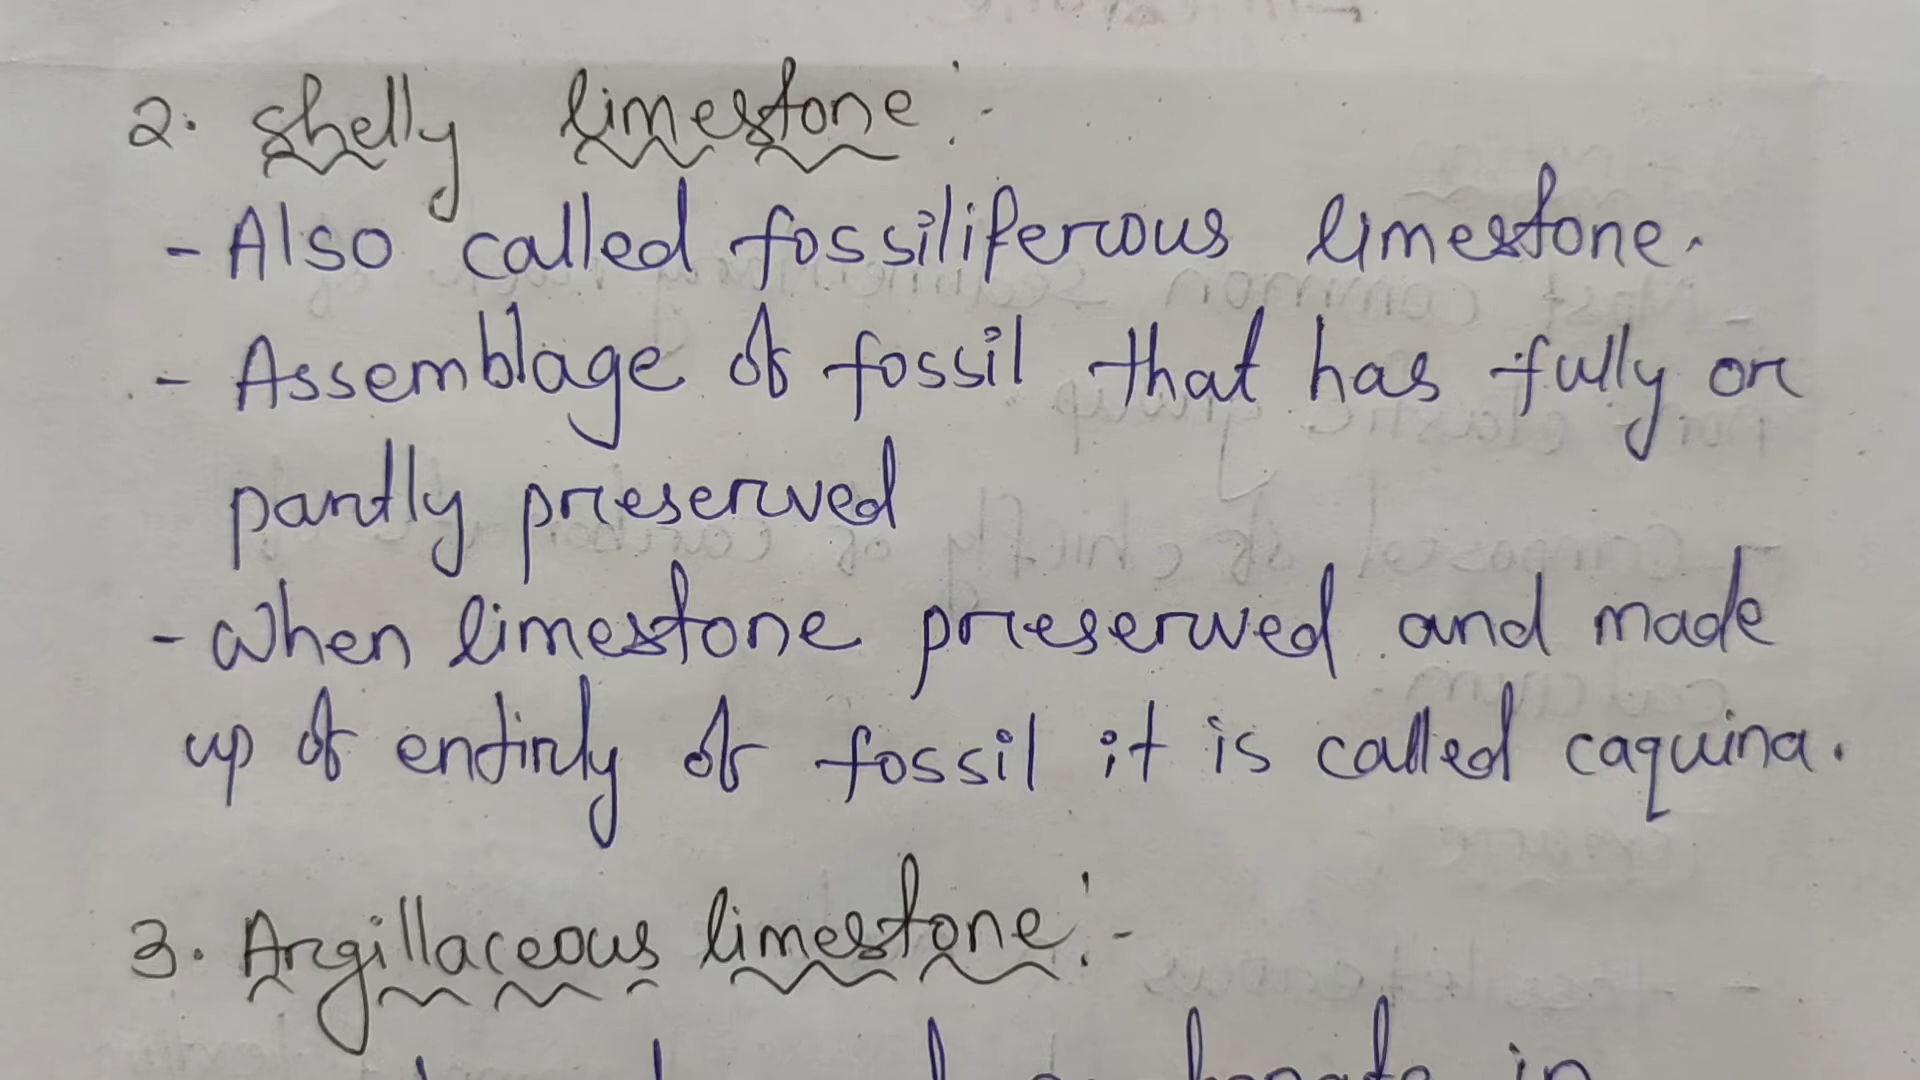 2. Shelly limestone :-
- Also called fossiliferous limestone.
- Assemblage of fossil that has fully or
partly preserved
- When limestone preserved and made
up of entirly of fossil it is called caquina.
3. Argillaceous limestone :-